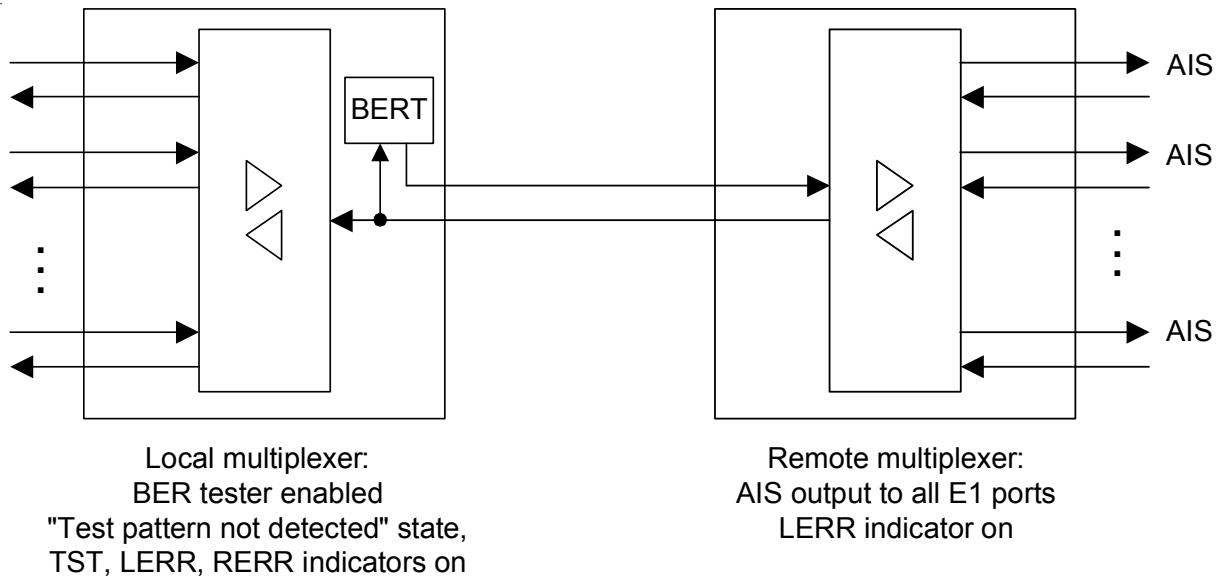 BERT
AIS
AIS
AIS
Local multiplexer:
BER tester enabled
"Test pattern not detected" state,
TST, LERR, RERR indicators on
Remote multiplexer:
AIS output to all E1 ports
LERR indicator on